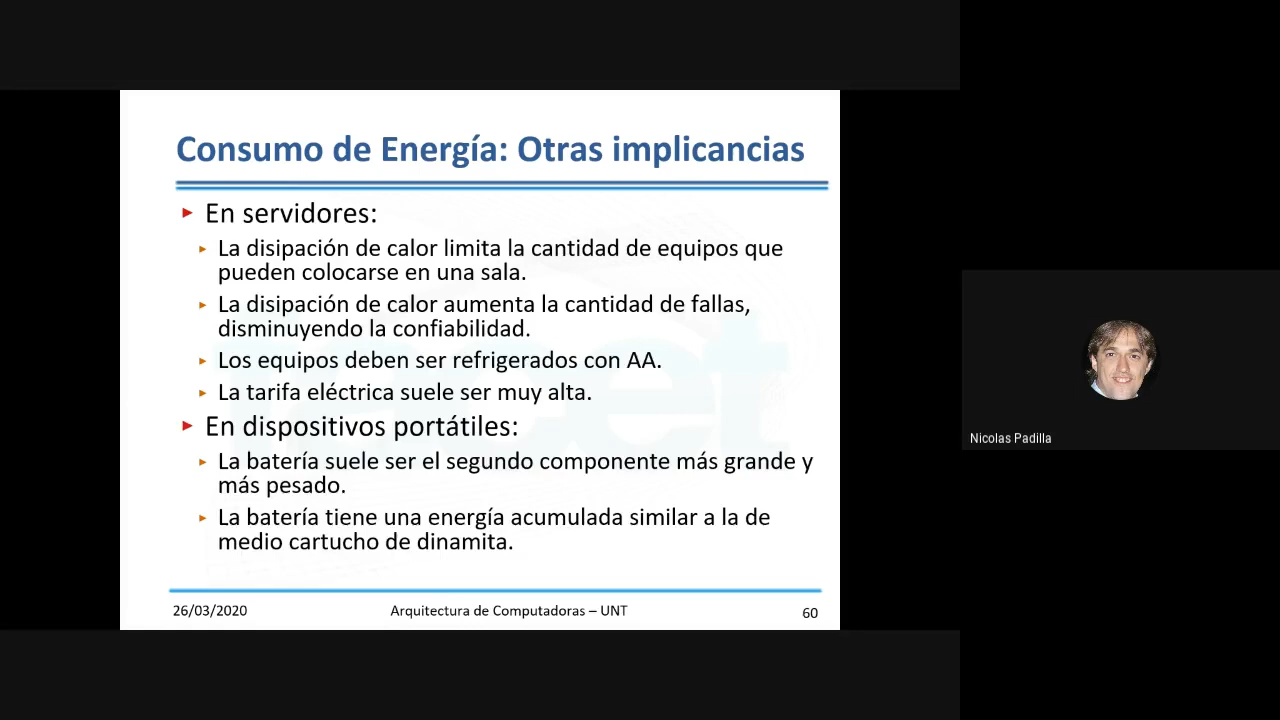 Consumo de Energía: Otras implicancias
En servidores:
La disipación de calor limita la cantidad de equipos que
pueden colocarse en una sala.
La disipación de calor aumenta la cantidad de fallas,
disminuyendo la confiabilidad.
Los equipos deben ser refrigerados con AA.
La tarifa eléctrica suele ser muy alta.
En dispositivos portátiles:
La batería suele ser el segundo componente más grande y
más pesado.
La batería tiene una energía acumulada similar a la de
medio cartucho de dinamita.
26/03/2020
Arquitectura de Computadoras – UNT
60
Nicolas Padilla